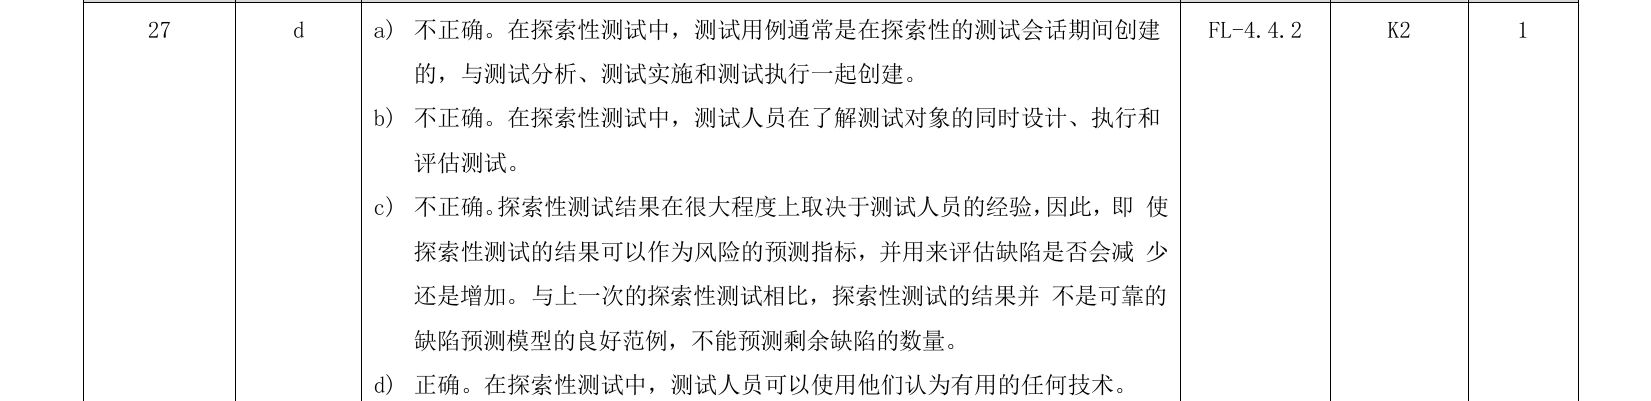 27 d a) 不正确。在探索性测试中，测试用例通常是在探索性的测试会话期间创建 FL-4.4.2 K2 1
的，与测试分析、测试实施和测试执行一起创建。
b) 不正确。在探索性测试中，测试人员在了解测试对象的同时设计、执行和
评估测试。
c) 不正确。探索性测试结果在很大程度上取决于测试人员的经验，因此，即 使
探索性测试的结果可以作为风险的预测指标，并用来评估缺陷是否会减 少
还是增加。与上一次的探索性测试相比，探索性测试的结果并 不是可靠的
缺陷预测模型的良好范例，不能预测剩余缺陷的数量。
d) 正确。在探索性测试中，测试人员可以使用他们认为有用的任何技术。